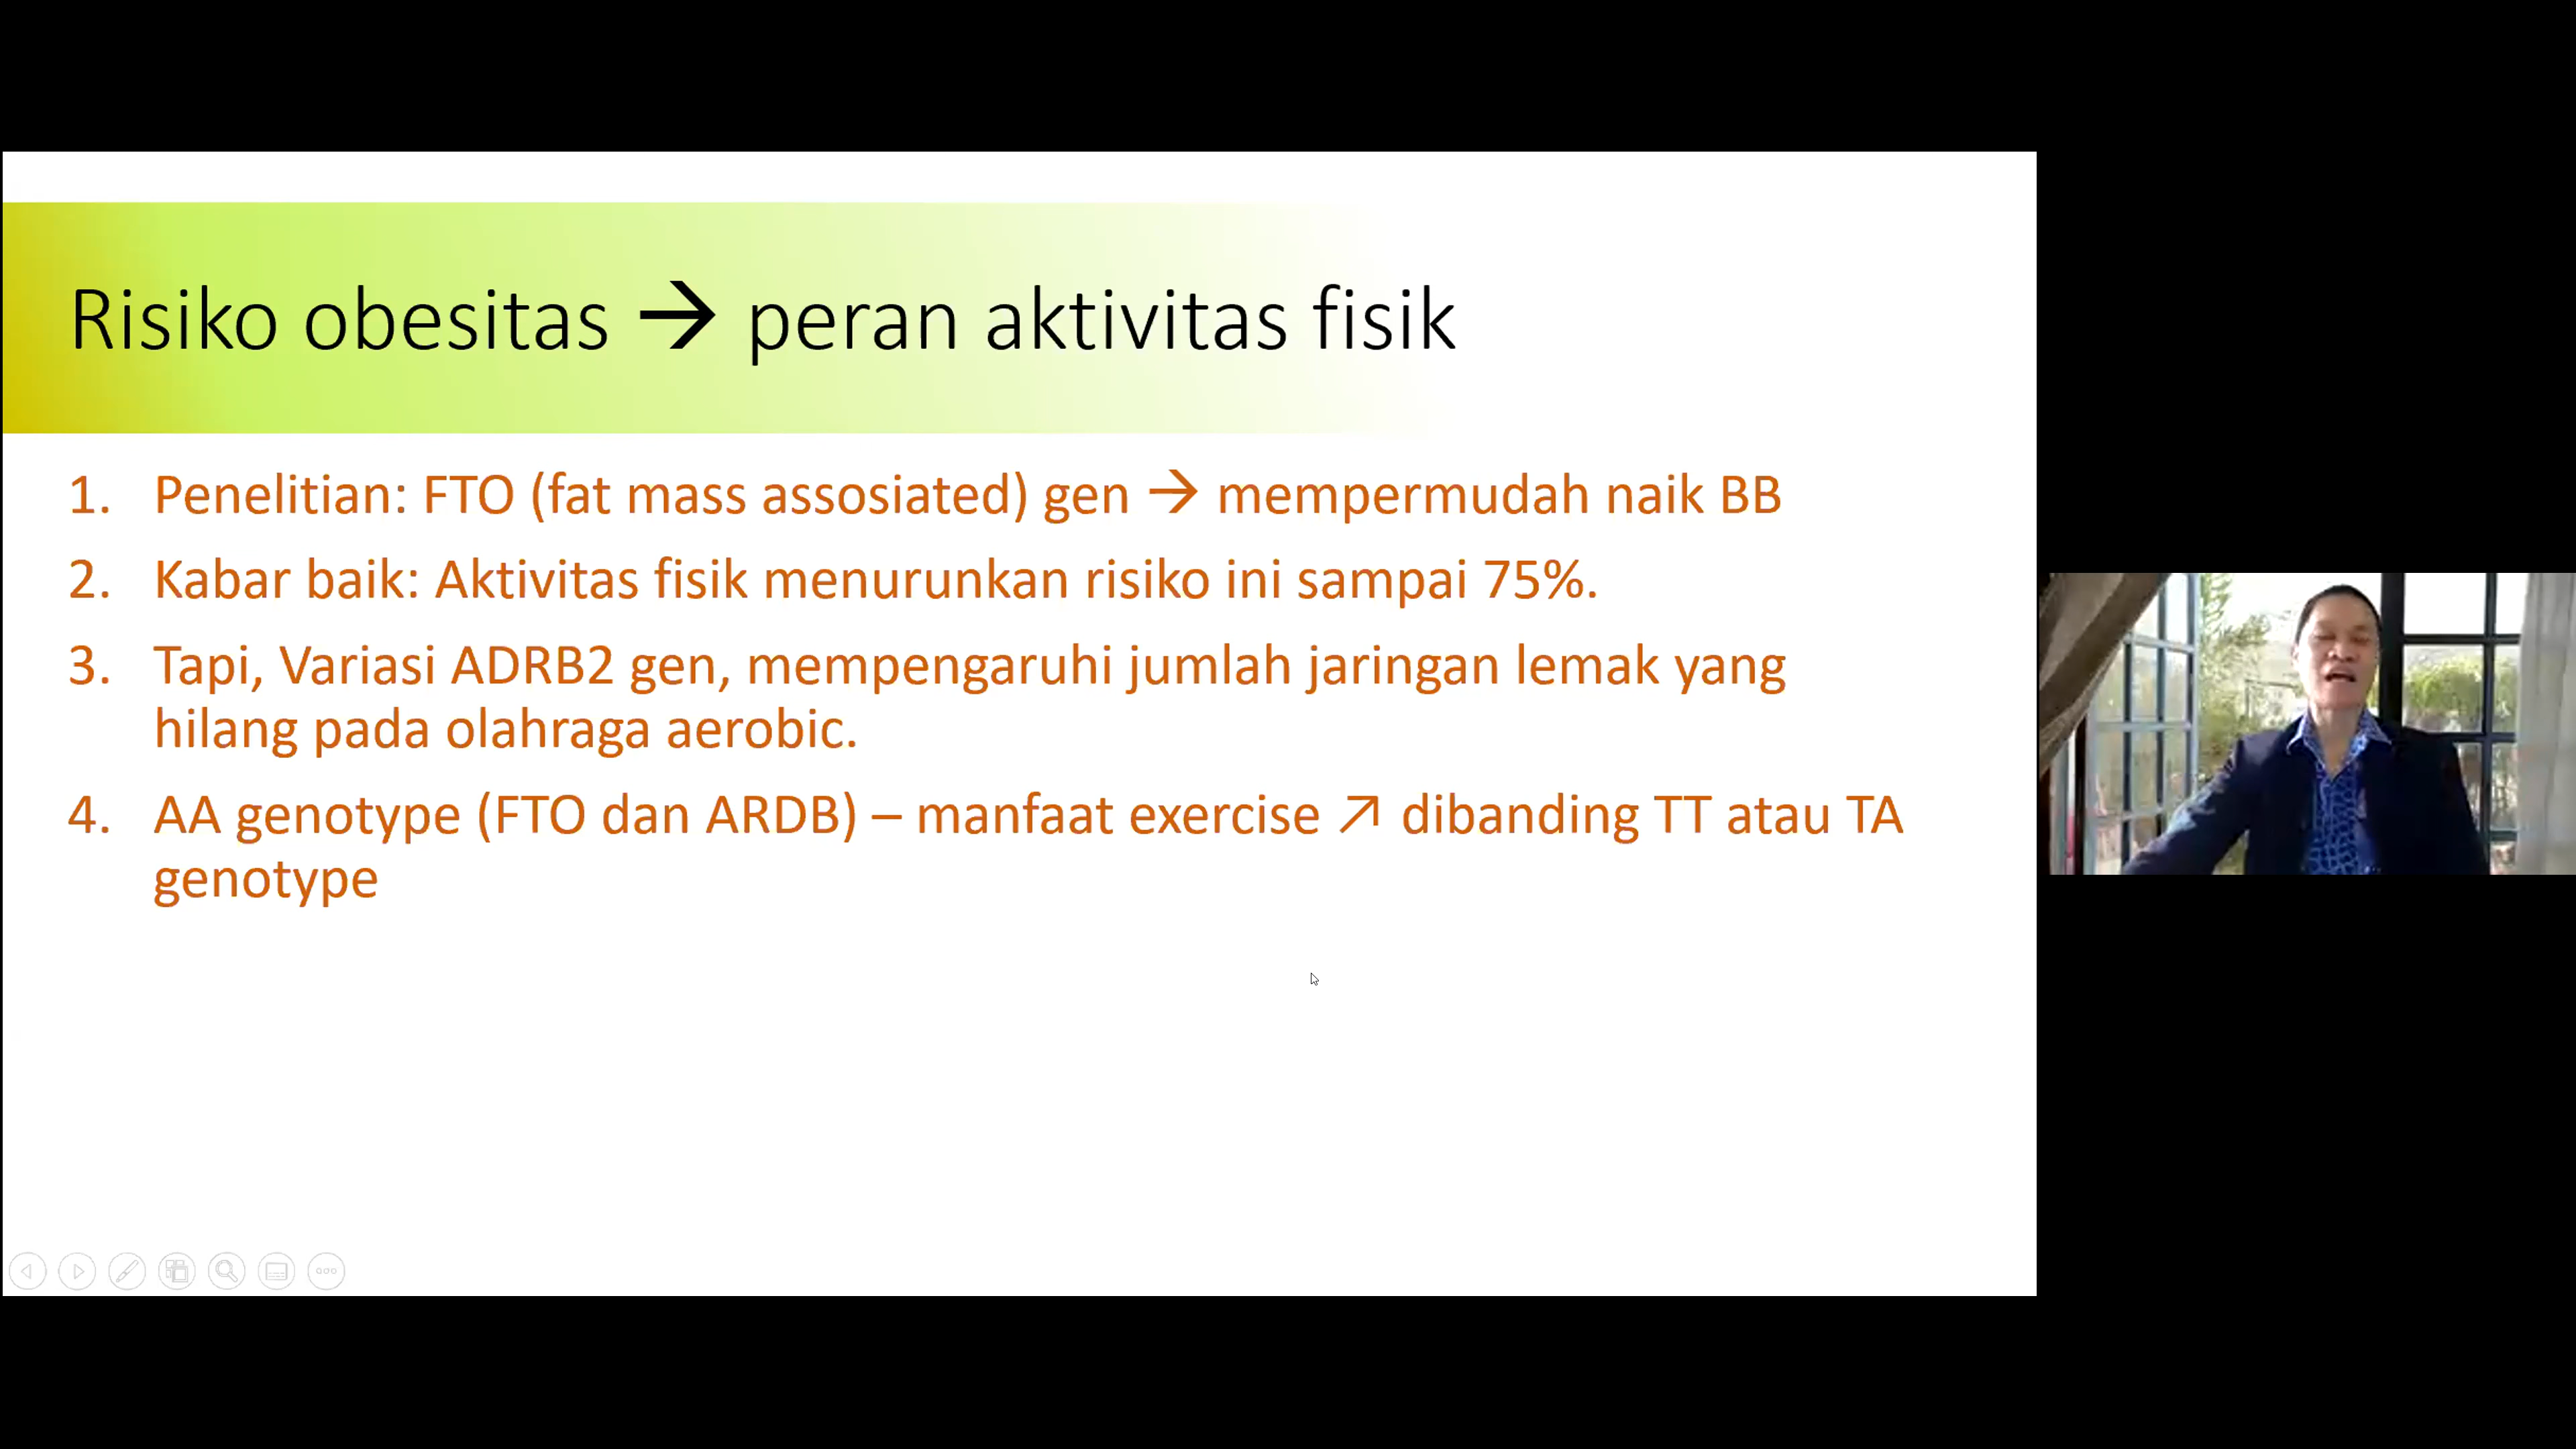 Risiko obesitas → peran aktivitas fisik
1. Penelitian: FTO (fat mass assosiated) gen → mempermudah naik BB
2. Kabar baik: Aktivitas fisik menurunkan risiko ini sampai 75%.
3. Tapi, Variasi ADRB2 gen, mempengaruhi jumlah jaringan lemak yang
hilang pada olahraga aerobic.
4. AA genotype (FTO dan ARDB) – manfaat exercise ↗ dibanding TT atau TA
genotype